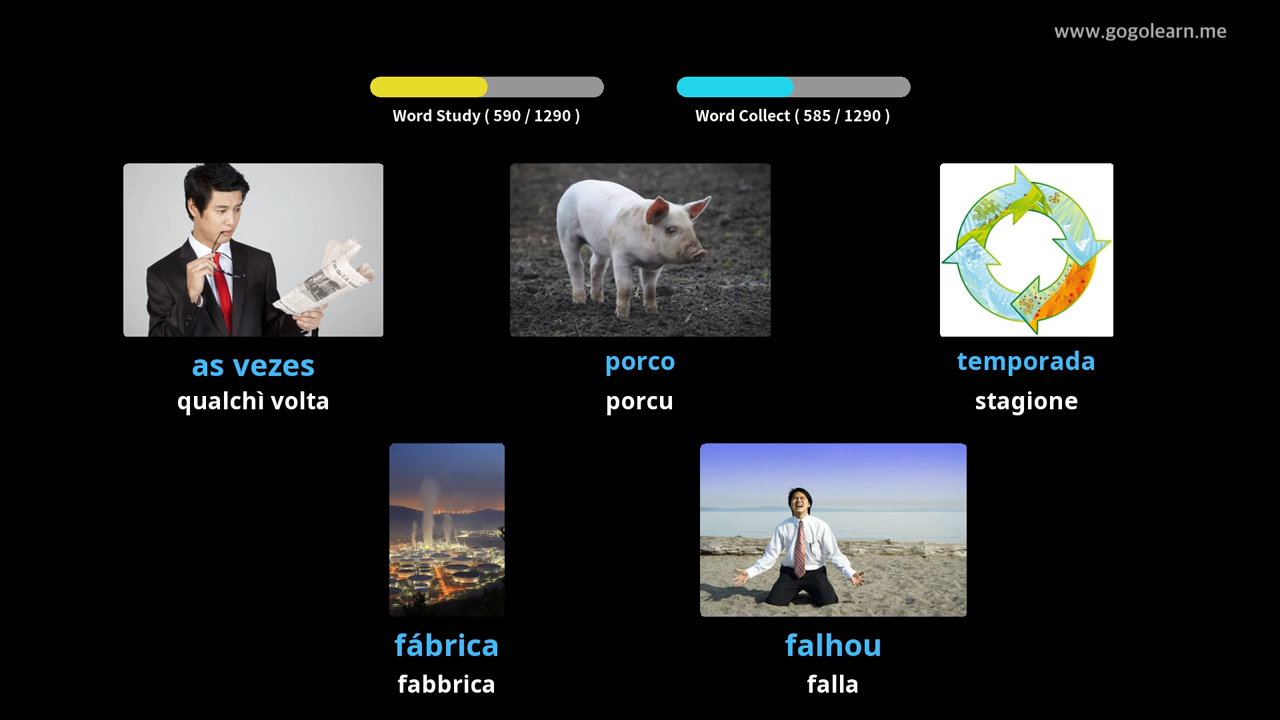 www.gogolearn.me
Word Study ( 590 / 1290 )
Word Collect ( 585 / 1290 )
as vezes
qualchì volta
porco
porcu
temporada
stagione
fábrica
fabbrica
falhou
falla